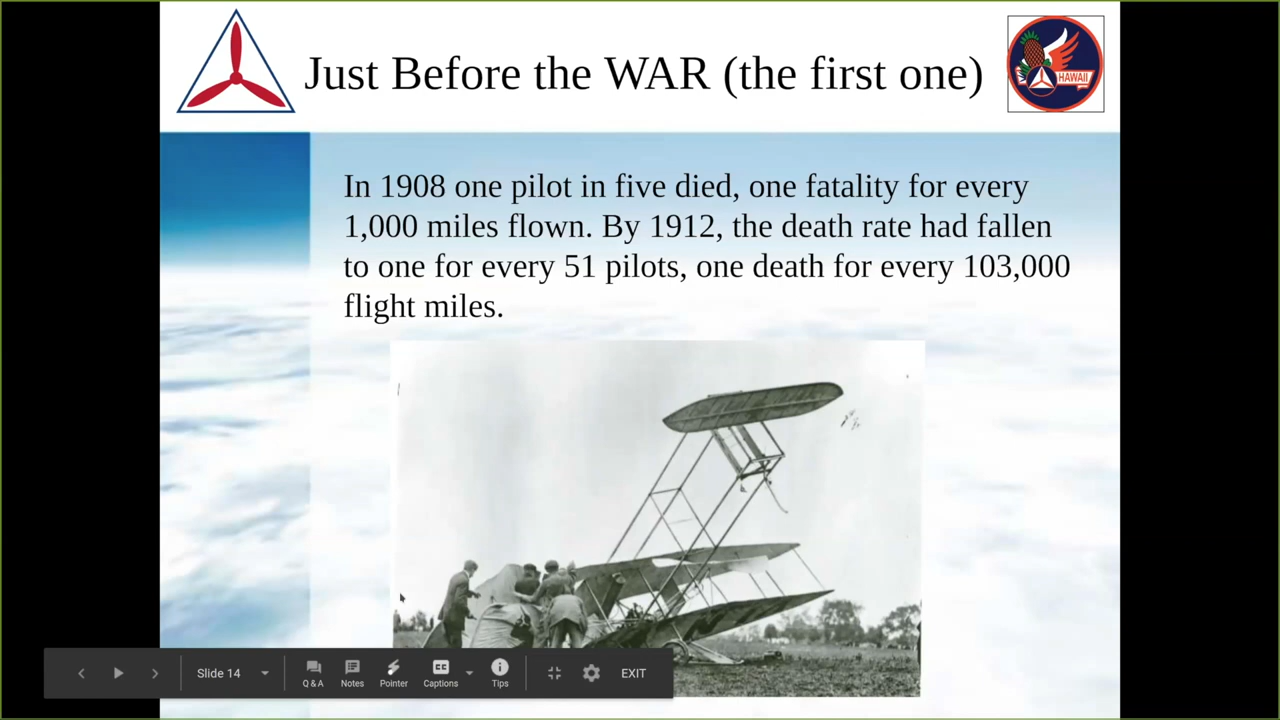 Just Before the WAR (the first one)
HAWAII
In 1908 one pilot in five died, one fatality for every
1,000 miles flown. By 1912, the death rate had fallen
to one for every 51 pilots, one death for every 103,000
flight miles.
Slide 14
Q & A
Notes
Pointer
CC
Captions
Tips
EXIT